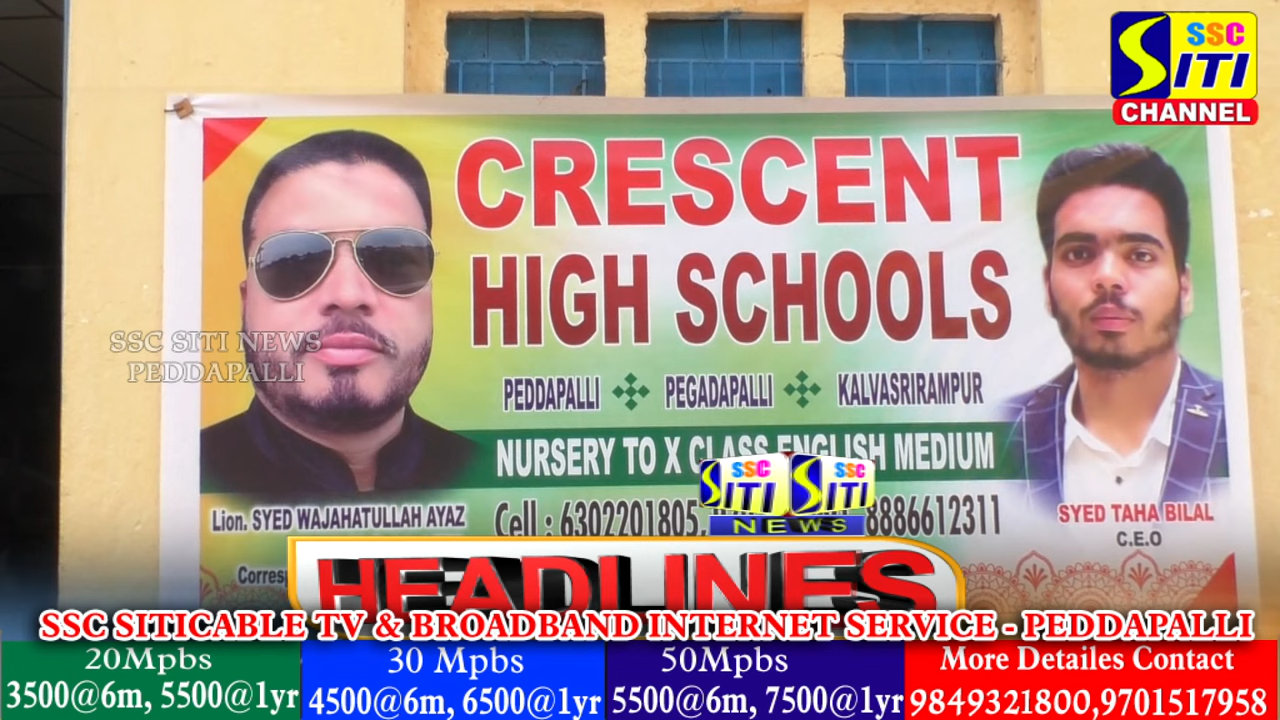 SSC
SITI
CHANNEL
CRESCENT
HIGH SCHOOLS
SSC SITI NEWS
PEDDAPALLI
PEDDAPALLI PEGADAPALLI KALVASRIRAMPUR
NURSERY TO X CLASS ENGLISH MEDIUM
SSC SSC
SITI SITI
NEWS
Lion. SYED WAJAHATULLAH AYAZ
Cell : 6302201805, 8886612311
SYED TAHA BILAL
C.E.O
HEADLINES
SSC SITICABLE TV & BROADBAND INTERNET SERVICE - PEDDAPALLI
20Mpbs
3500@6m, 5500@1yr
30 Mpbs
4500@6m, 6500@1yr
50Mpbs
5500@6m, 7500@1yr
More Detailes Contact
9849321800,9701517958